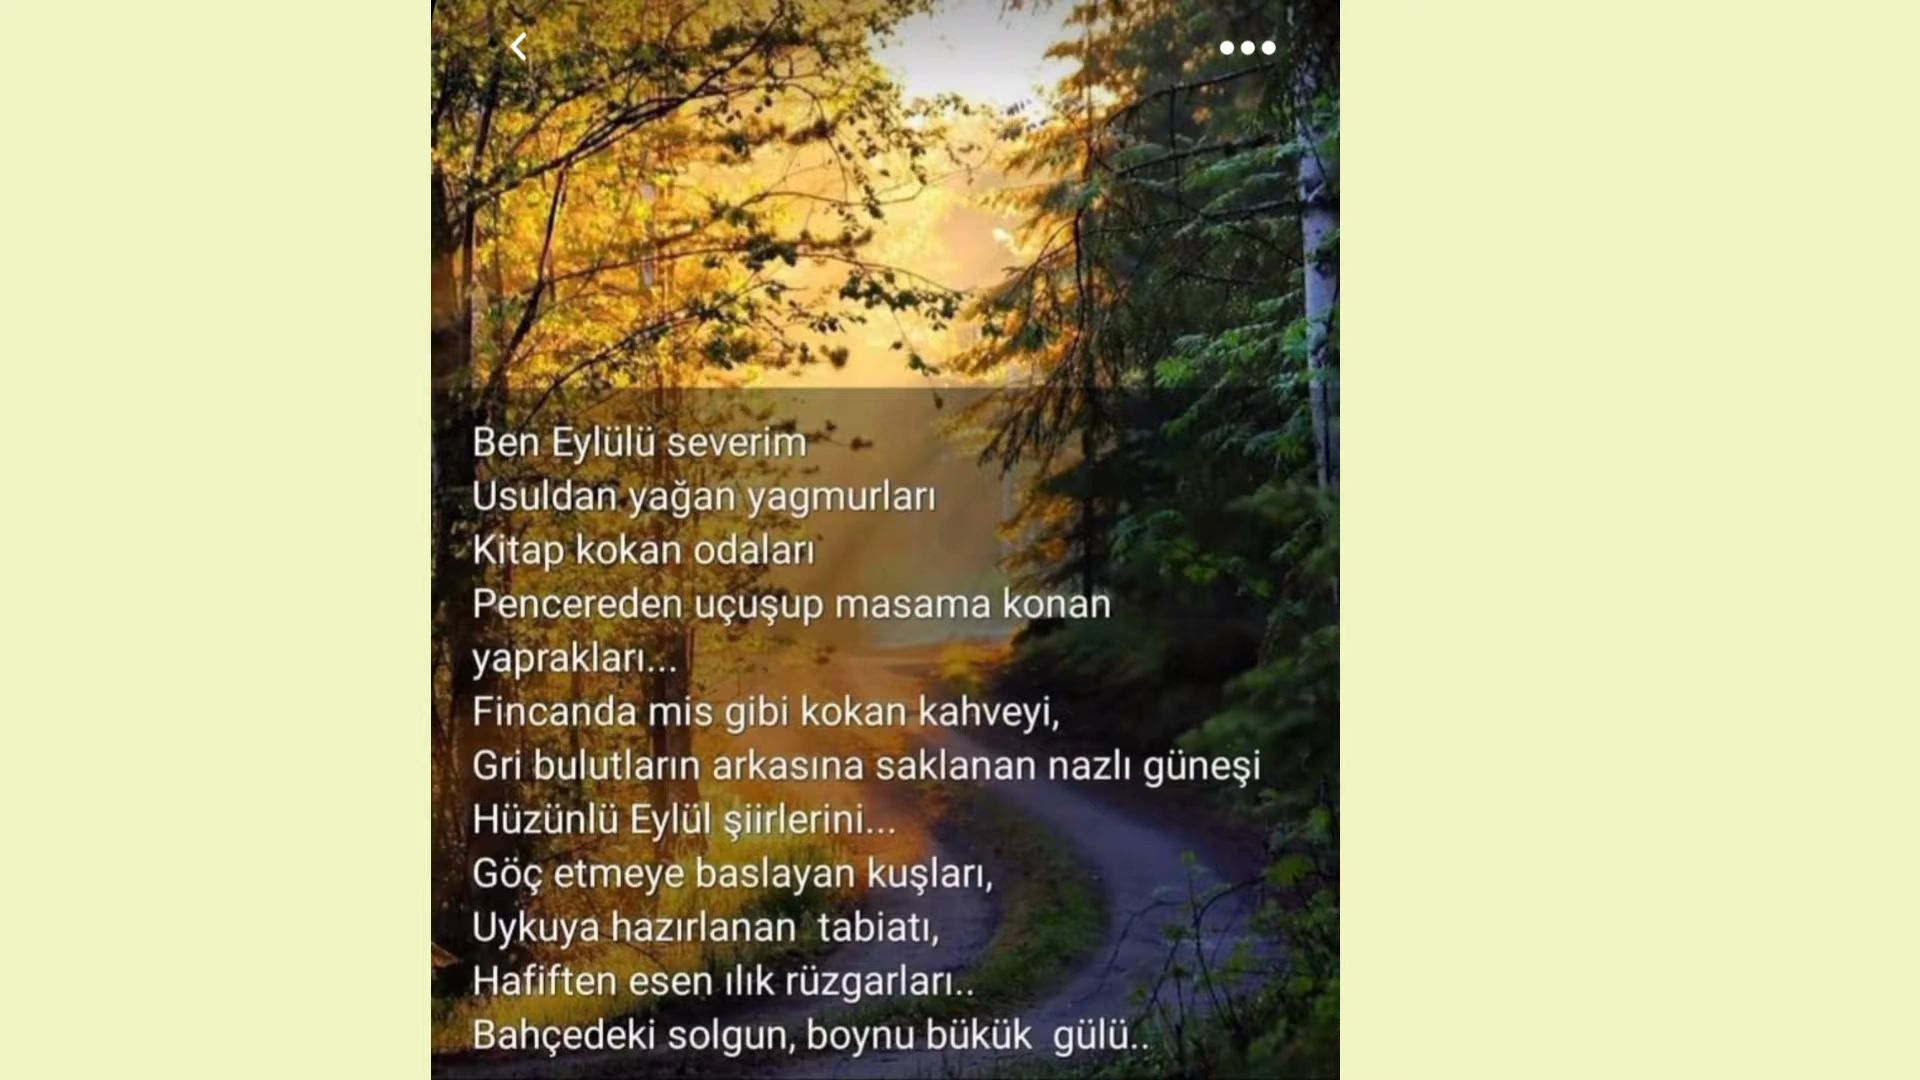 Ben Eylülü severim
Usuldan yağan yagmurları
Kitap kokan odaları
Pencereden uçuşup masama konan
yaprakları...
Fincanda mis gibi kokan kahveyi,
Gri bulutların arkasına saklanan nazlı güneşi
Hüzünlü Eylül şiirlerini...
Göç etmeye baslayan kuşları,
Uykuya hazırlanan  tabiatı,
Hafiften esen ılık rüzgarları..
Bahçedeki solgun, boynu bükük  gülü..